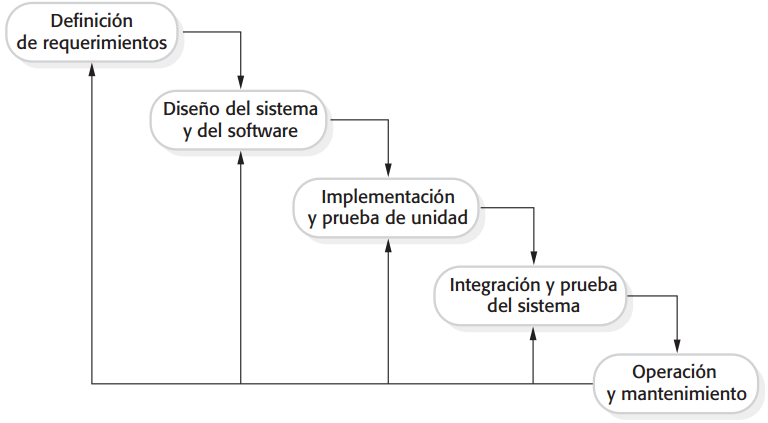 Definición
de requerimientos
Diseño del sistema
y del software
Implementación
y prueba de unidad
Integración y prueba
del sistema
Operación
y mantenimiento